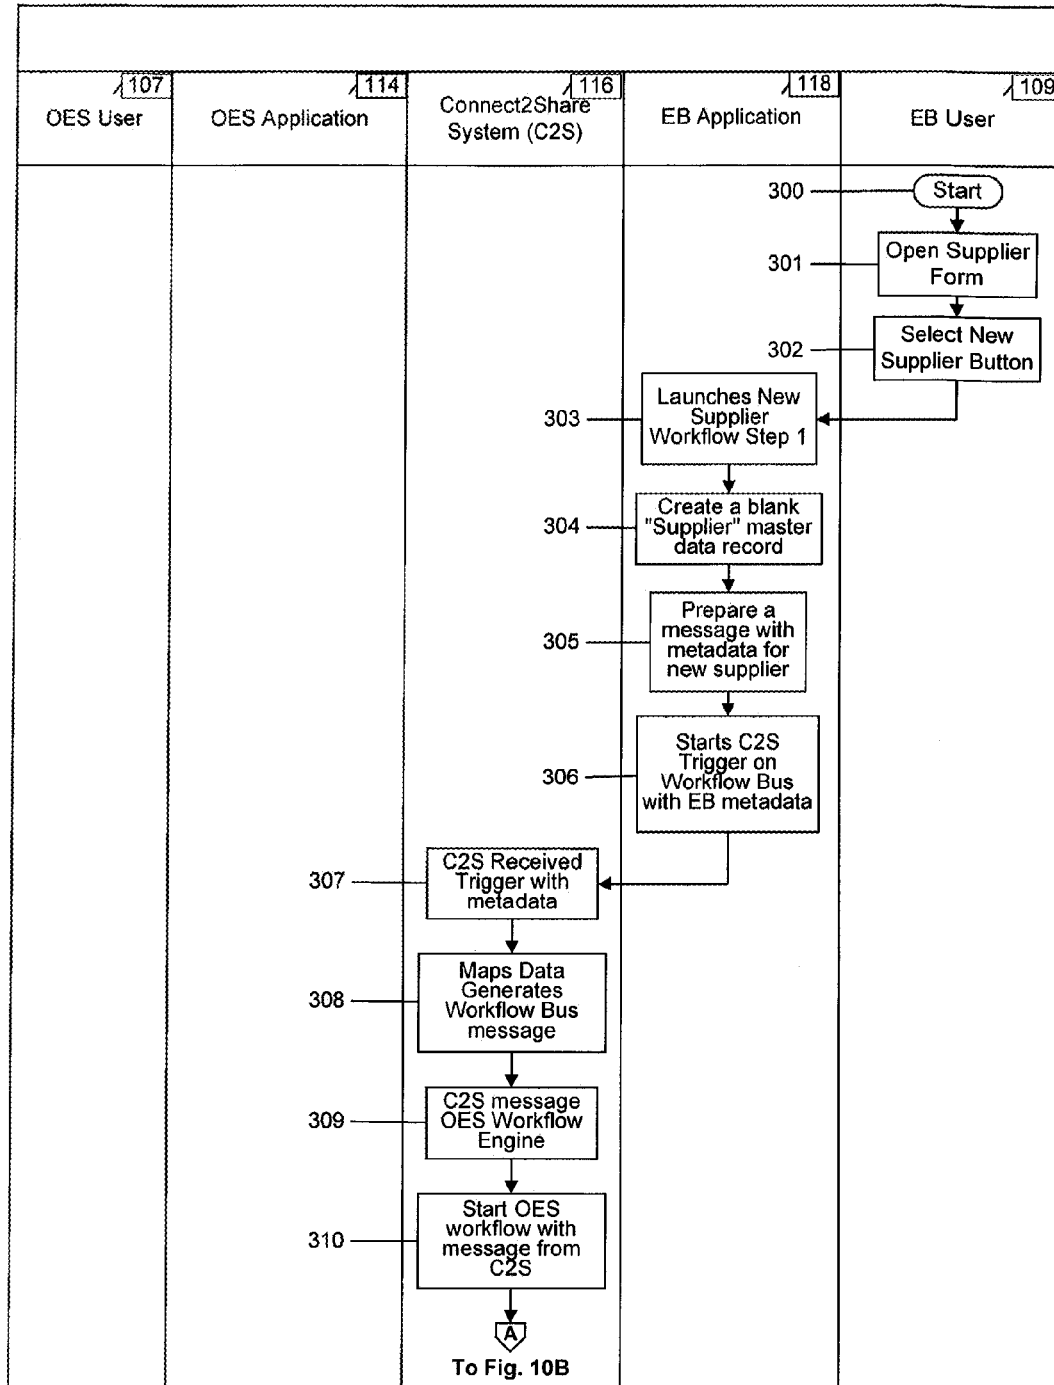 107
114
116
118
109
OES User
OES Application
Connect2Share
System (C2S)
EB Application
EB User
300
Start
301
Open Supplier
Form
302
Select New
Supplier Button
303
Launches New
Supplier
Workflow Step 1
304
Create a blank
"Supplier" master
data record
305
Prepare a
message with
metadata for
new supplier
306
Starts C2S
Trigger on
Workflow Bus
with EB metadata
307
C2S Received
Trigger with
metadata
308
Maps Data
Generates
Workflow Bus
message
309
C2S message
OES Workflow
Engine
310
Start OES
workflow with
message from
C2S
A
To Fig. 10B